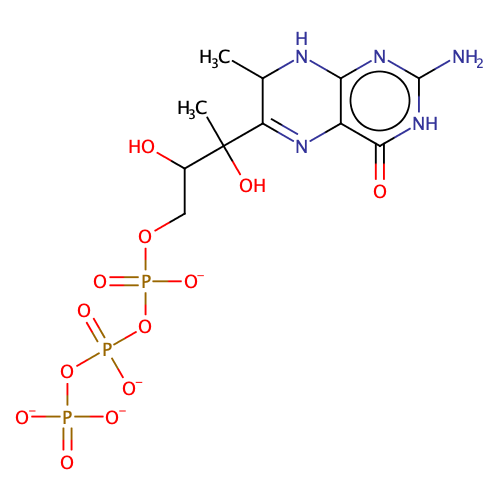 H
H₃C N N NH₂
H₃C
HO N NH
OH O
O
O P O⁻
O O
P
O O⁻
O⁻ P O⁻
O